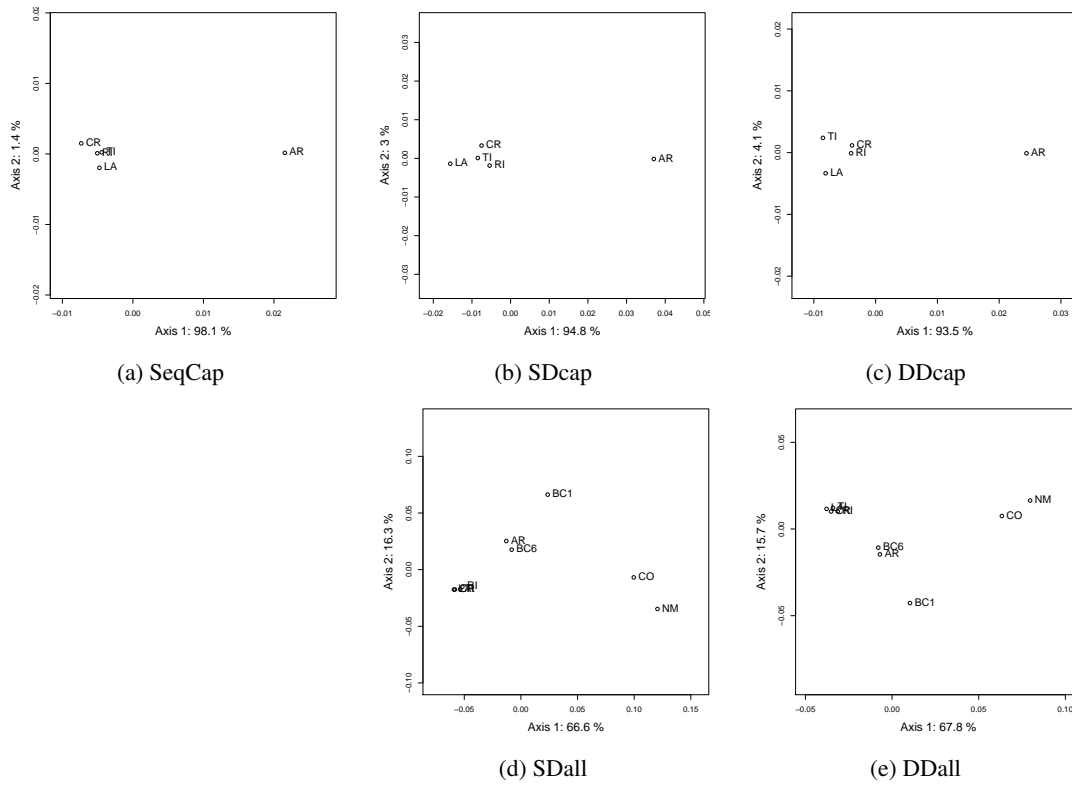 0.02
0.01
0.00
−0.01
−0.02
Axis 2: 1.4 %
CR
RI
TI
LA
AR
−0.01 0.00 0.01 0.02
Axis 1: 98.1 %
(a) SeqCap
0.03
0.02
0.01
0.00
−0.01
−0.02
−0.03
Axis 2: 3 %
CR
TI
LA
RI
AR
−0.02 −0.01 0.00 0.01 0.02 0.03 0.04 0.05
Axis 1: 94.8 %
(b) SDcap
0.02
0.01
0.00
−0.01
−0.02
Axis 2: 4.1 %
TI
CR
RI
LA
AR
−0.01 0.00 0.01 0.02 0.03
Axis 1: 93.5 %
(c) DDcap
0.10
0.05
0.00
−0.05
−0.10
Axis 2: 16.3 %
BC1
AR
BC6
RI
CO
NM
−0.05 0.00 0.05 0.10 0.15
Axis 1: 66.6 %
(d) SDall
0.05
0.00
−0.05
Axis 2: 15.7 %
TI
RI
NM
CO
BC6
AR
BC1
−0.05 0.00 0.05 0.10
Axis 1: 67.8 %
(e) DDall